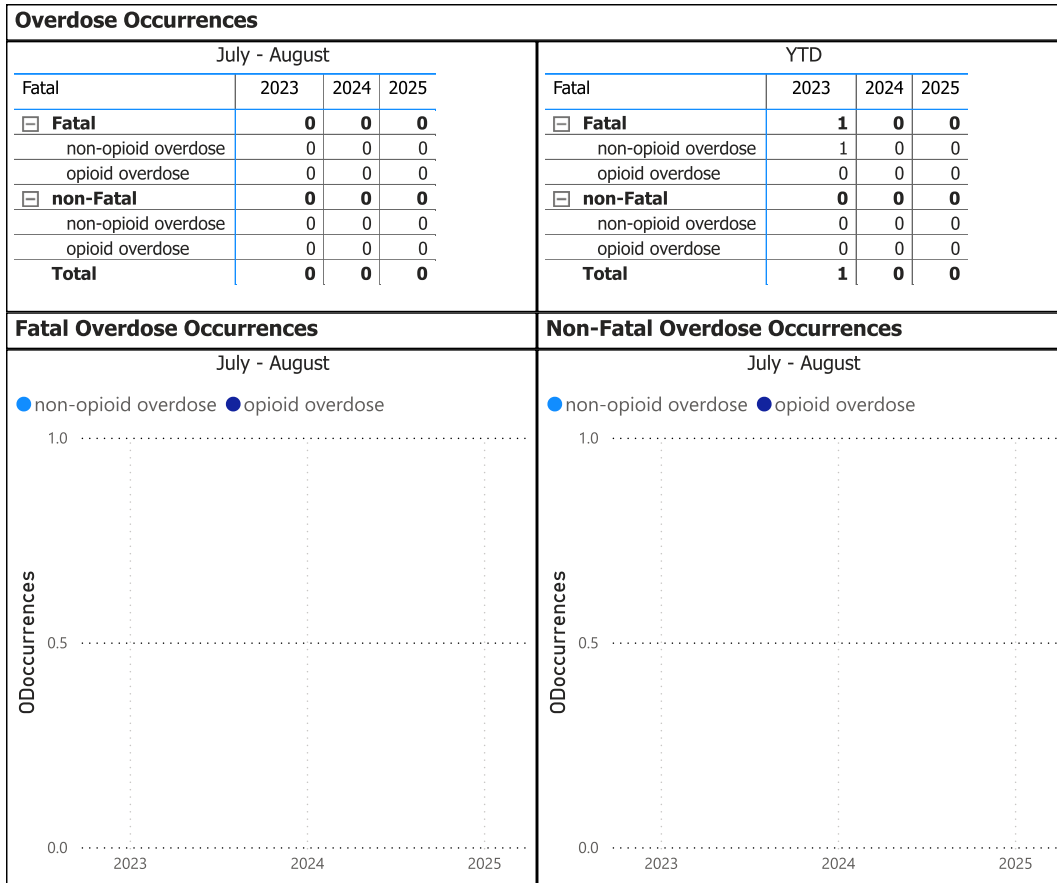 Overdose Occurrences
July - August
Fatal 2023 2024 2025
Fatal 0 0 0
non-opioid overdose 0 0 0
opioid overdose 0 0 0
non-Fatal 0 0 0
non-opioid overdose 0 0 0
opioid overdose 0 0 0
Total 0 0 0
YTD
Fatal 2023 2024 2025
Fatal 1 0 0
non-opioid overdose 1 0 0
opioid overdose 0 0 0
non-Fatal 0 0 0
non-opioid overdose 0 0 0
opioid overdose 0 0 0
Total 1 0 0
Fatal Overdose Occurrences
July - August
non-opioid overdose opioid overdose
1.0
0.5
0.0
ODoccurrences
2023 2024 2025
Non-Fatal Overdose Occurrences
July - August
non-opioid overdose opioid overdose
1.0
0.5
0.0
ODoccurrences
2023 2024 2025